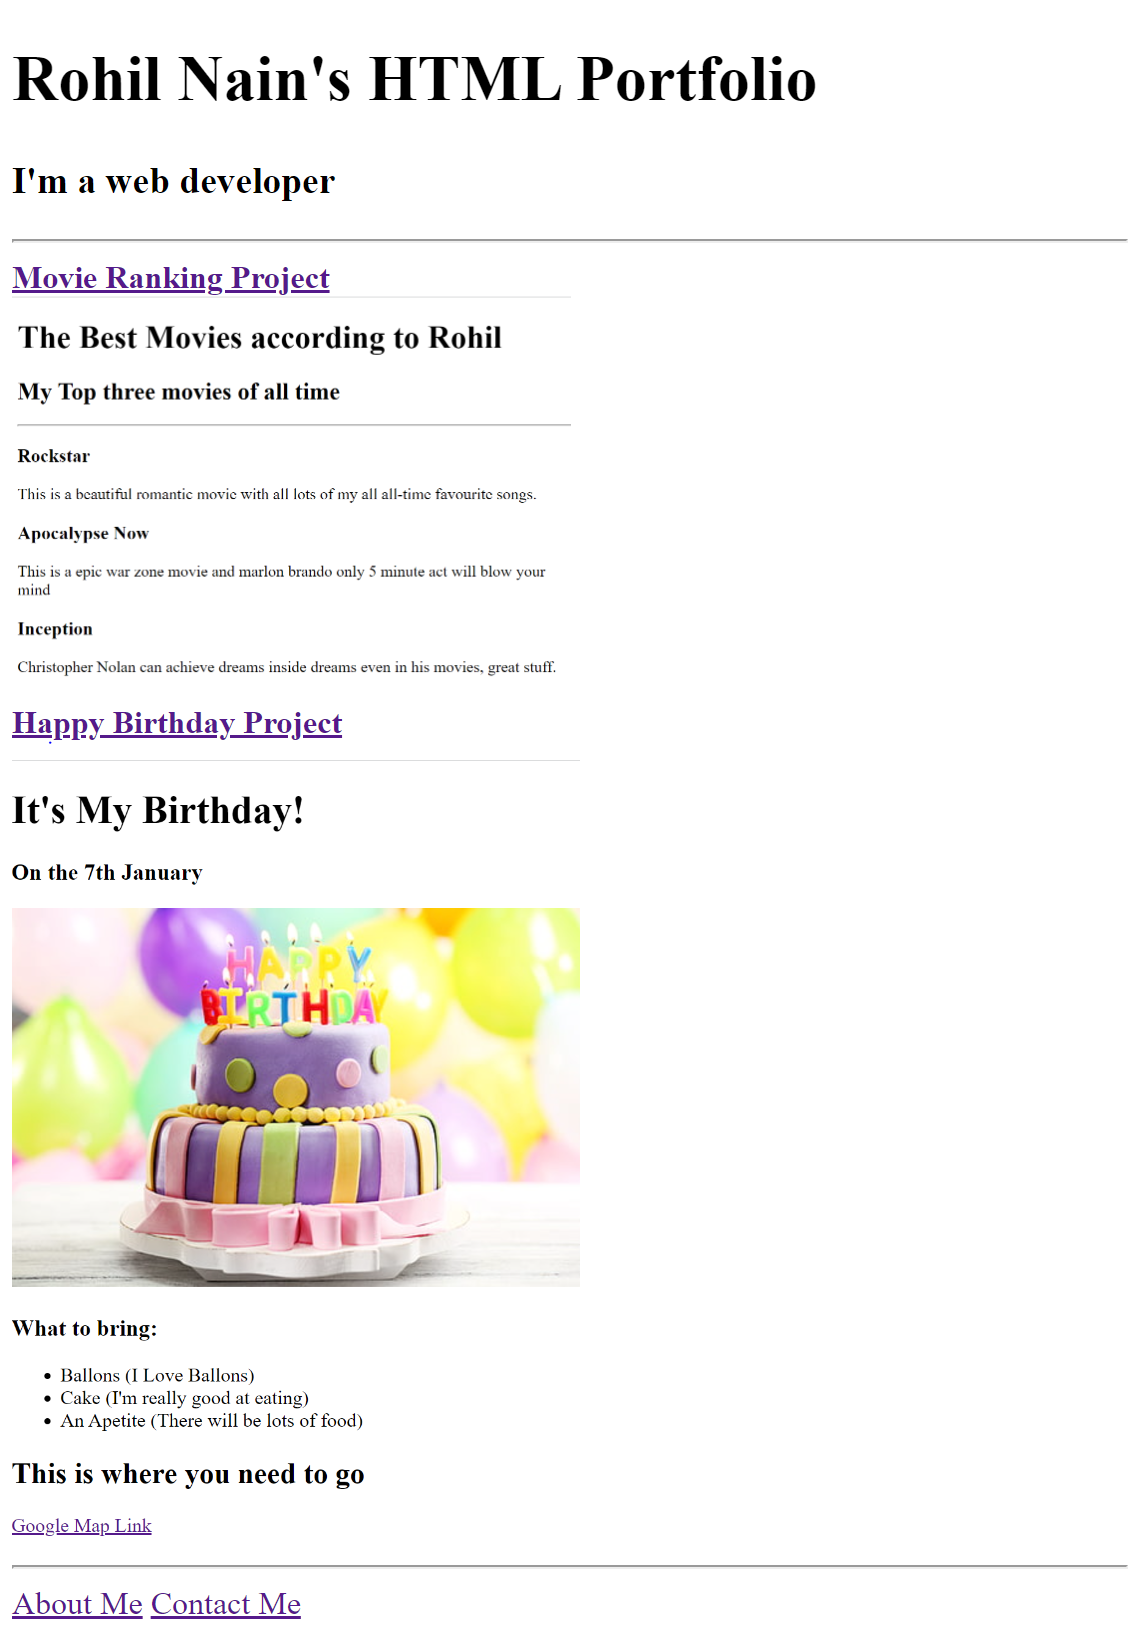 Rohil Nain's HTML Portfolio
I'm a web developer
Movie Ranking Project
The Best Movies according to Rohil
My Top three movies of all time
Rockstar
This is a beautiful romantic movie with all lots of my all all-time favourite songs.
Apocalypse Now
This is a epic war zone movie and marlon brando only 5 minute act will blow your
mind
Inception
Christopher Nolan can achieve dreams inside dreams even in his movies, great stuff.
Happy Birthday Project
It's My Birthday!
On the 7th January
HAPPY
BIRTHDAY
What to bring:
• Ballons (I Love Ballons)
• Cake (I'm really good at eating)
• An Apetite (There will be lots of food)
This is where you need to go
Google Map Link
About Me Contact Me